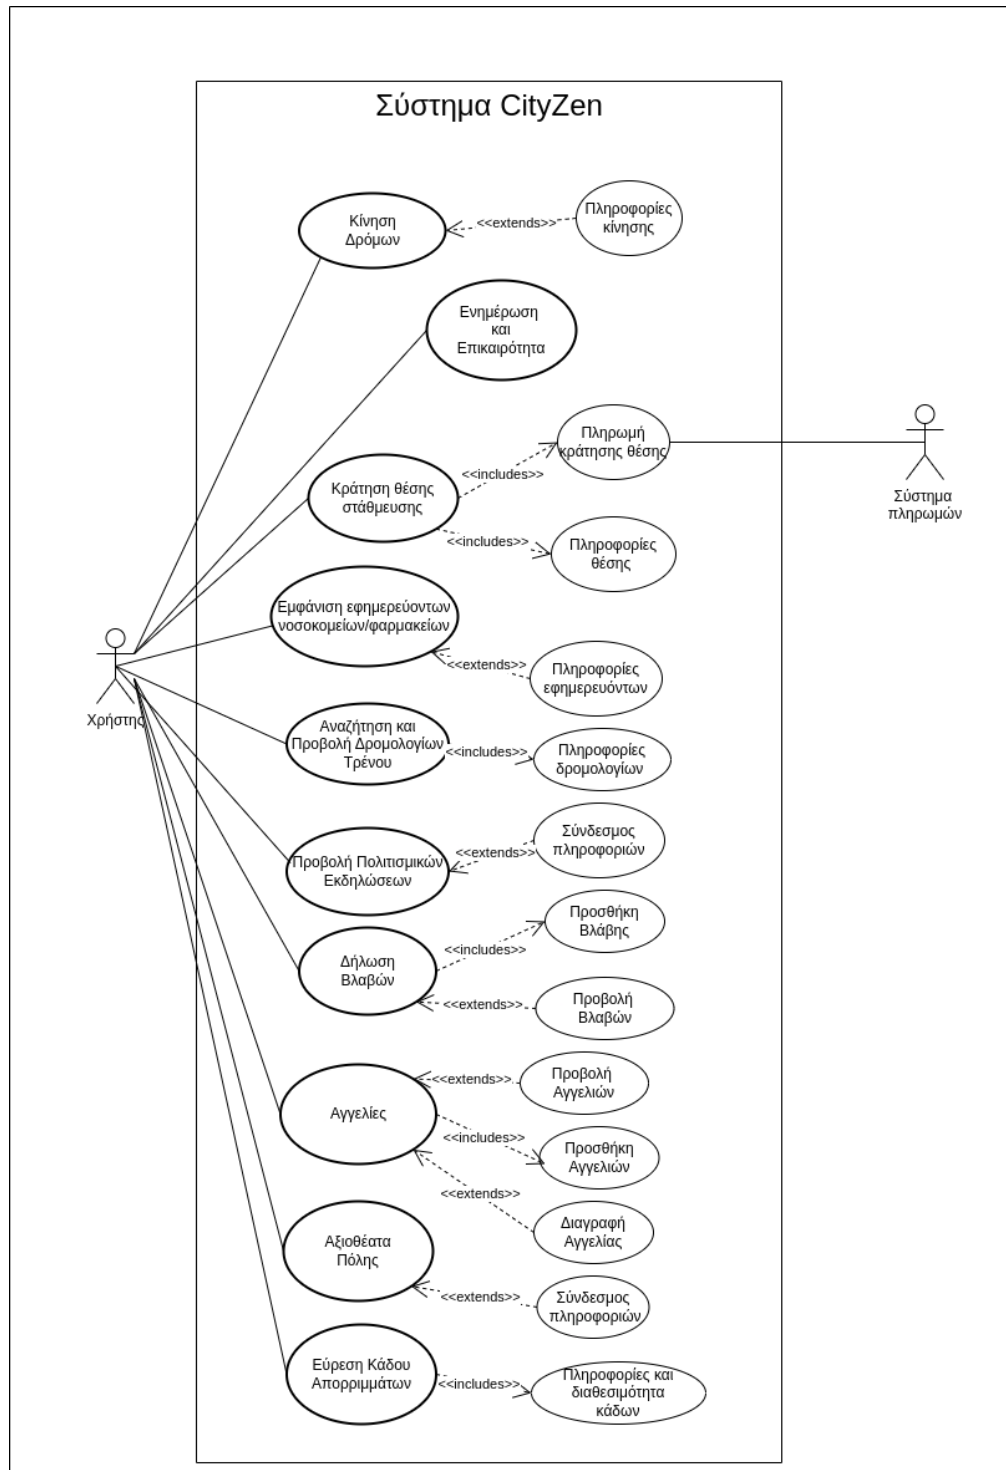 Σύστημα CityZen
Κίνηση
Δρόμων
<<extends>>
Πληροφορίες
κίνησης
Ενημέρωση
και
Επικαιρότητα
Κράτηση θέσης
στάθμευσης
<<includes>>
Πληρωμή
κράτησης θέσης
<<includes>>
Πληροφορίες
θέσης
Σύστημα
πληρωμών
Εμφάνιση εφημερεύοντων
νοσοκομείων/φαρμακείων
<<extends>>
Πληροφορίες
εφημερευόντων
Χρήστης
Αναζήτηση και
Προβολή Δρομολογίων
Τρένου
<<includes>>
Πληροφορίες
δρομολογίων
Προβολή Πολιτισμικών
Εκδηλώσεων
<<extends>>
Σύνδεσμος
πληροφοριών
Δήλωση
Βλαβών
<<includes>>
Προσθήκη
Βλάβης
<<extends>>
Προβολή
Βλαβών
Αγγελίες
<<extends>>
Προβολή
Αγγελιών
<<includes>>
Προσθήκη
Αγγελιών
<<extends>>
Διαγραφή
Αγγελίας
Αξιοθέατα
Πόλης
<<extends>>
Σύνδεσμος
πληροφοριών
Εύρεση Κάδου
Απορριμμάτων
<<includes>>
Πληροφορίες και
διαθεσιμότητα
κάδων